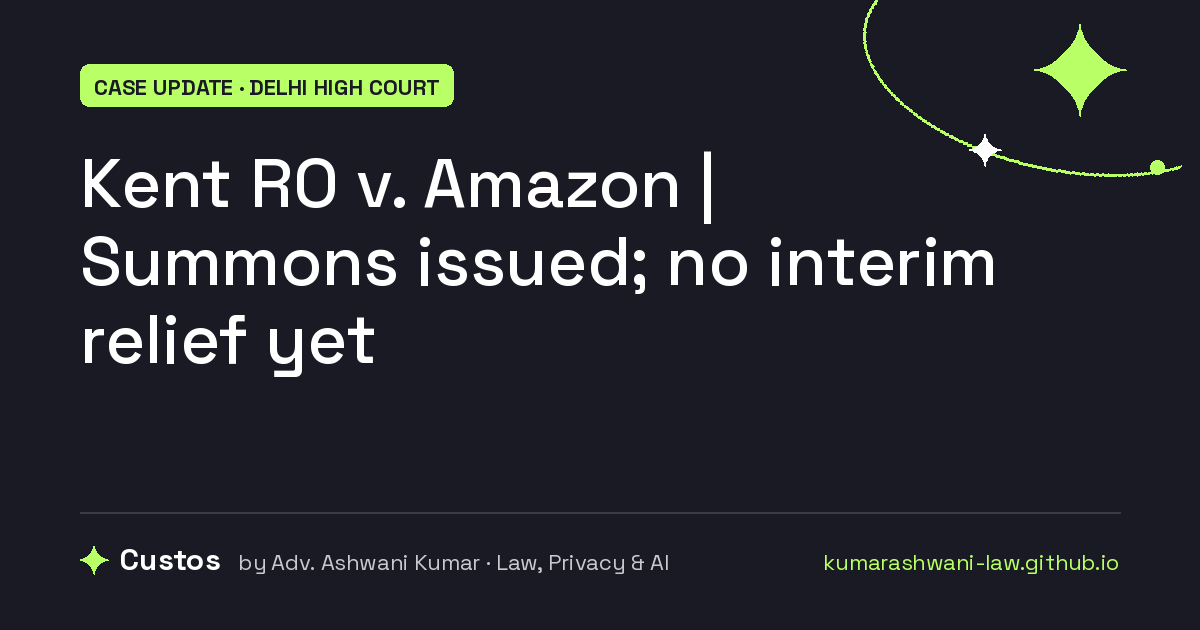 CASE UPDATE · DELHI HIGH COURT
Kent RO v. Amazon |
Summons issued; no interim
relief yet
Custos by Adv. Ashwani Kumar · Law, Privacy & AI
kumarashwani-law.github.io